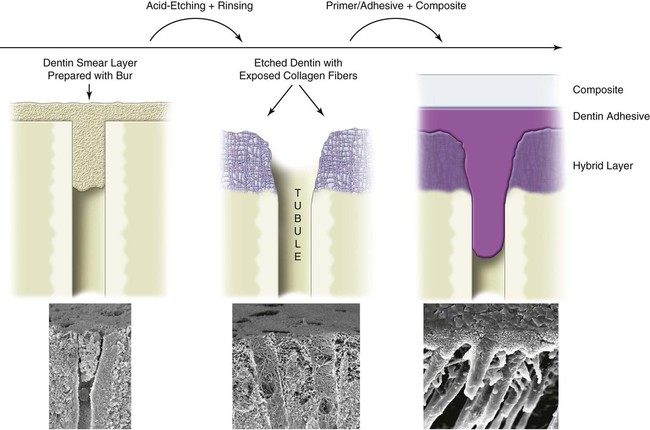 Acid-Etching + Rinsing
Primer/Adhesive + Composite
Dentin Smear Layer
Prepared with Bur
Etched Dentin with
Exposed Collagen Fibers
Composite
Dentin Adhesive
Hybrid Layer
T
U
B
U
L
E